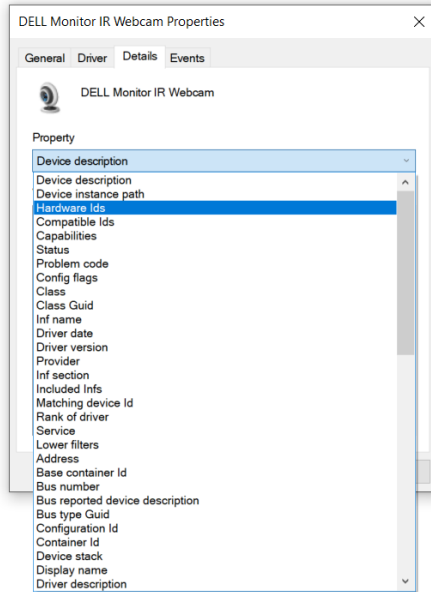 DELL Monitor IR Webcam Properties
General Driver Details Events
DELL Monitor IR Webcam
Property
Device description
Device description
Device instance path
Hardware Ids
Compatible Ids
Capabilities
Status
Problem code
Config flags
Class
Class Guid
Inf name
Driver date
Driver version
Provider
Inf section
Included Infs
Matching device Id
Rank of driver
Service
Lower filters
Address
Base container Id
Bus number
Bus reported device description
Bus type Guid
Configuration Id
Container Id
Device stack
Display name
Driver description